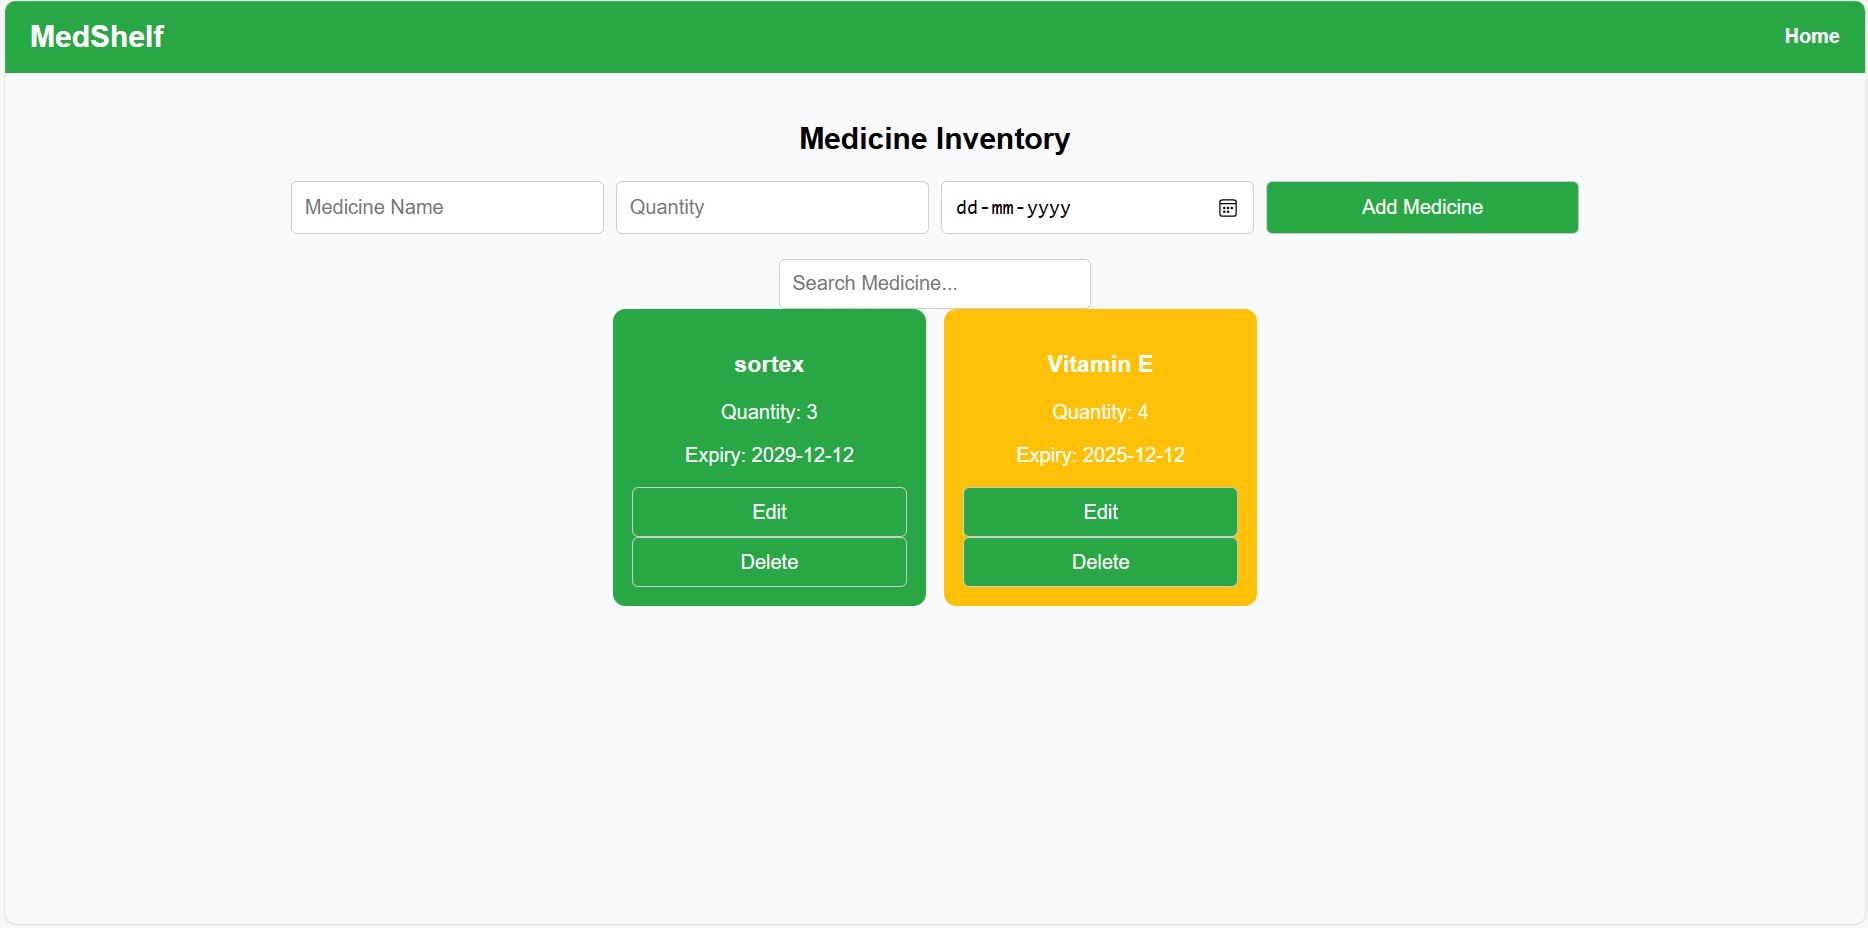 MedShelf
Home
Medicine Inventory
Medicine Name
Quantity
dd-mm-yyyy
Add Medicine
Search Medicine...
sortex
Quantity: 3
Expiry: 2029-12-12
Edit
Delete
Vitamin E
Quantity: 4
Expiry: 2025-12-12
Edit
Delete